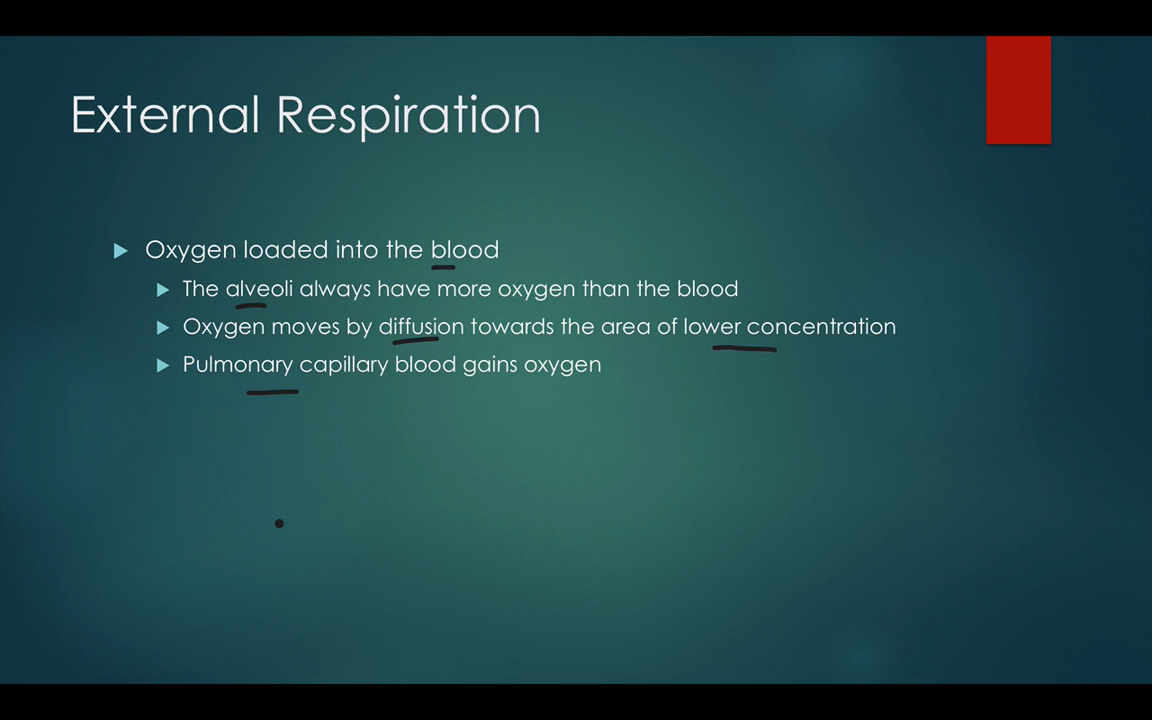 External Respiration
Oxygen loaded into the blood
The alveoli always have more oxygen than the blood
Oxygen moves by diffusion towards the area of lower concentration
Pulmonary capillary blood gains oxygen